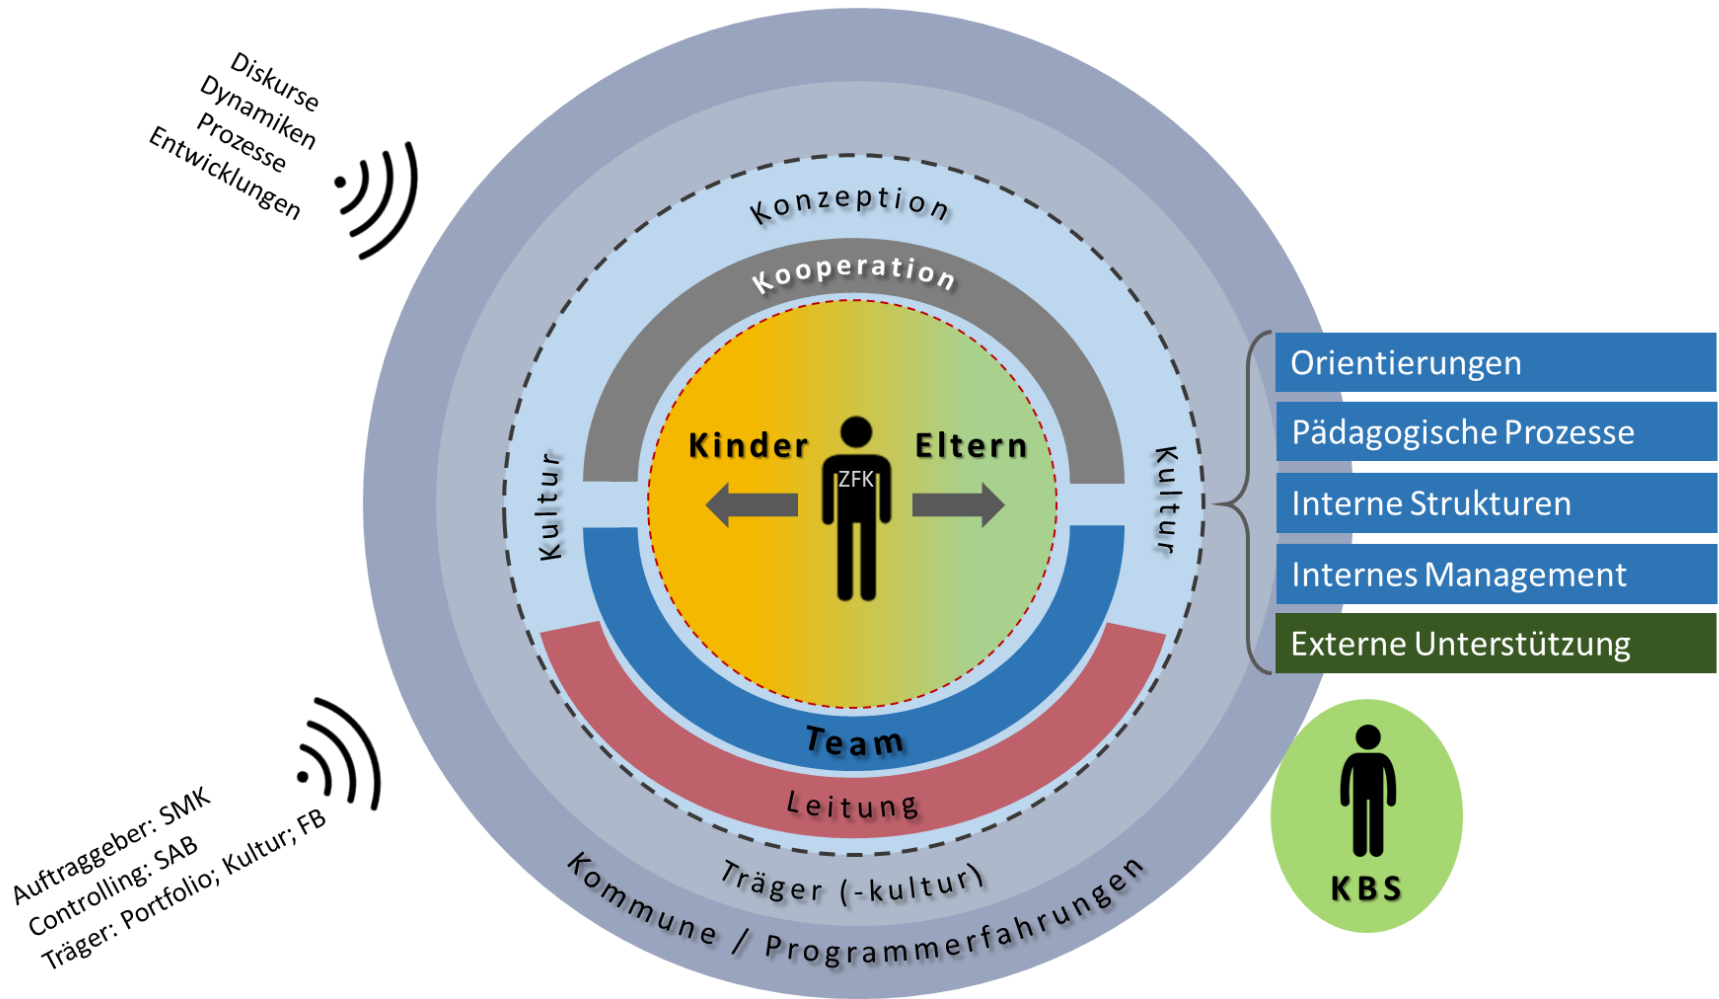 Diskurse
Dynamiken
Prozesse
Entwicklungen
Konzeption
Kooperation
Kultur
Kinder
ZFK
Eltern
Kultur
Team
Leitung
Träger (-kultur)
Kommune / Programmerfahrungen
Orientierungen
Pädagogische Prozesse
Interne Strukturen
Internes Management
Externe Unterstützung
KBS
Auftraggeber: SMK
Controlling: SAB
Träger: Portfolio; Kultur; FB